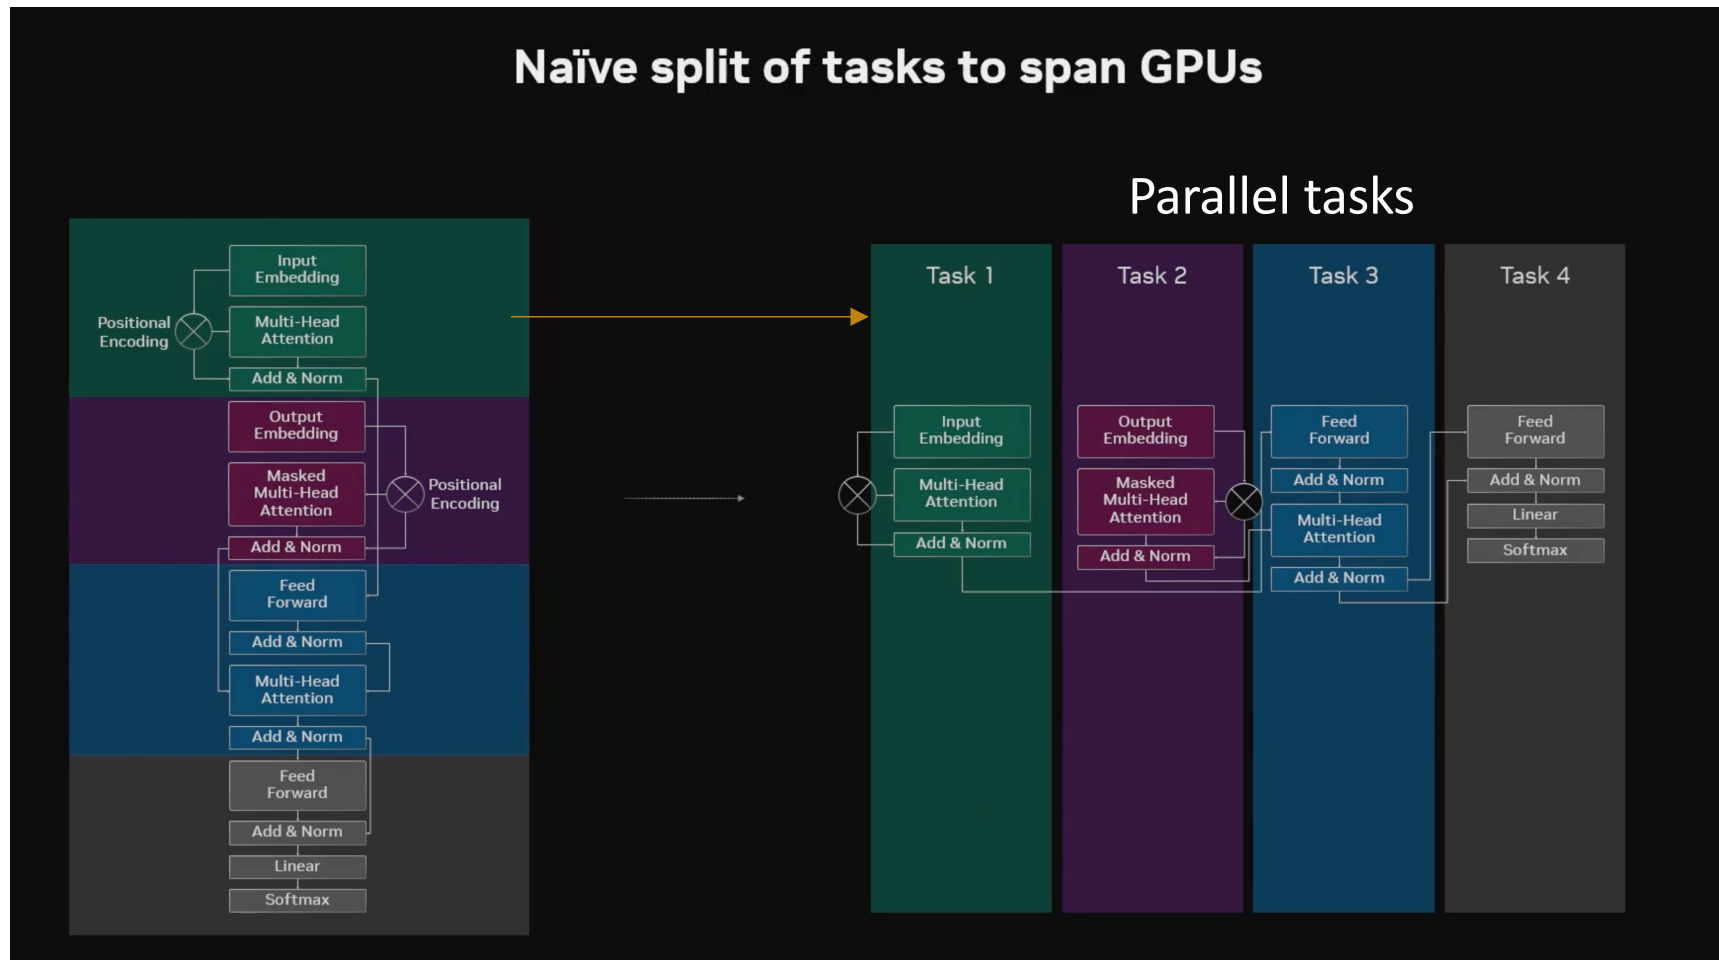 Naïve split of tasks to span GPUs
Parallel tasks
Input
Embedding
Positional
Encoding
Multi-Head
Attention
Add & Norm
Output
Embedding
Masked
Multi-Head
Attention
Positional
Encoding
Add & Norm
Feed
Forward
Add & Norm
Multi-Head
Attention
Add & Norm
Feed
Forward
Add & Norm
Linear
Softmax
Task 1
Input
Embedding
Multi-Head
Attention
Add & Norm
Task 2
Output
Embedding
Masked
Multi-Head
Attention
Add & Norm
Task 3
Feed
Forward
Add & Norm
Multi-Head
Attention
Add & Norm
Task 4
Feed
Forward
Add & Norm
Linear
Softmax